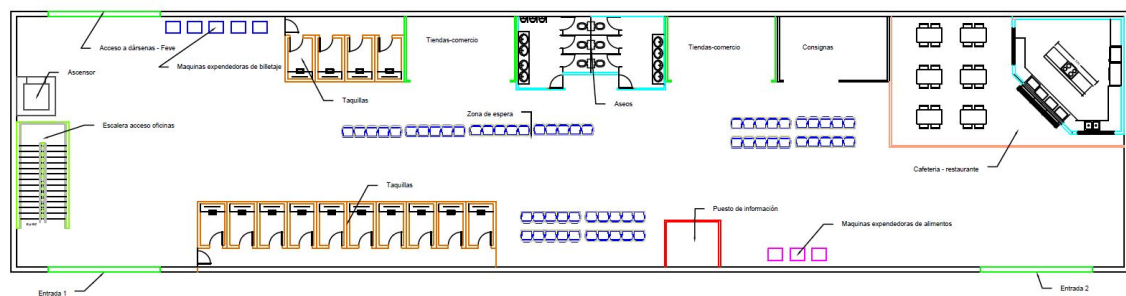 Acceso a dársenas - Feve
Maquinas expendedoras de billetaje
Ascensor
Escalera acceso oficinas
Taquillas
Tiendas-comercio
Aseos
Tiendas-comercio
Consignas
Zona de espera
Cafeteria - restaurante
Taquillas
Puesto de información
Maquinas expendedoras de alimentos
Entrada 1
Entrada 2